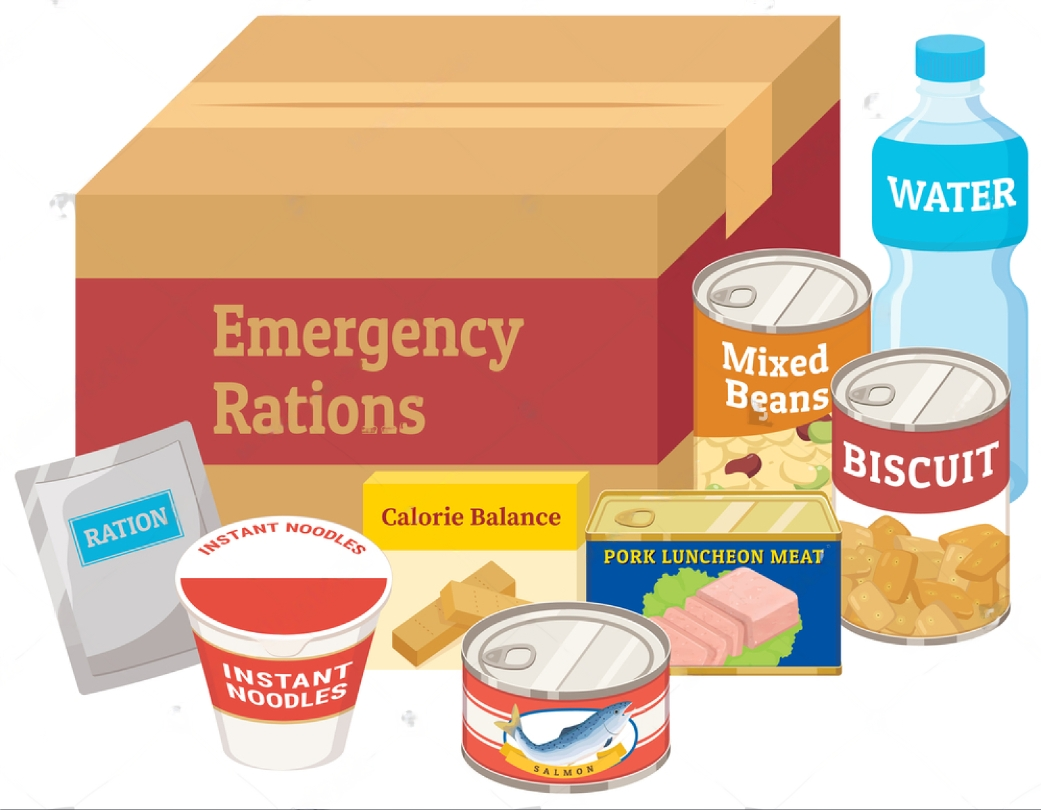 WATER
Emergency
Rations
Mixed
Beans
BISCUIT
RATION
Calorie Balance
INSTANT NOODLES
PORK LUNCHEON MEAT
INSTANT
NOODLES
SALMON